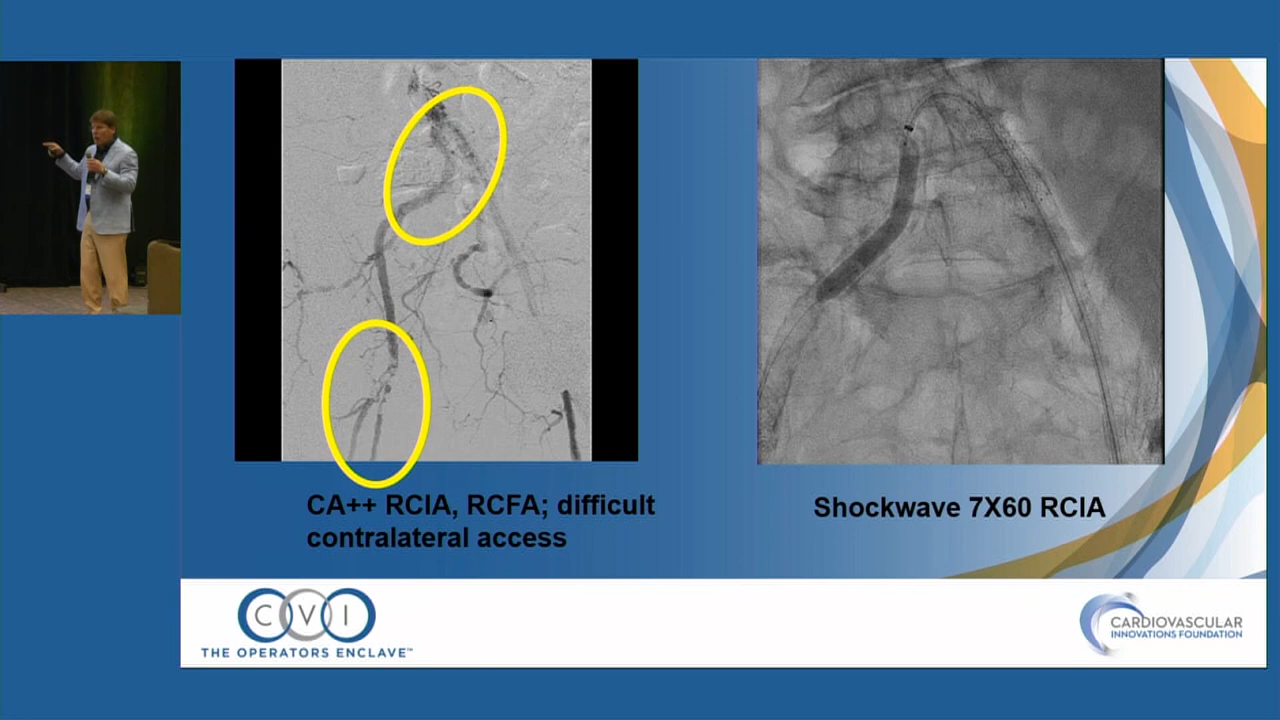 CA++ RCIA, RCFA; difficult
contralateral access
Shockwave 7X60 RCIA
CVI
THE OPERATORS ENCLAVE™
CARDIOVASCULAR
INNOVATIONS FOUNDATION